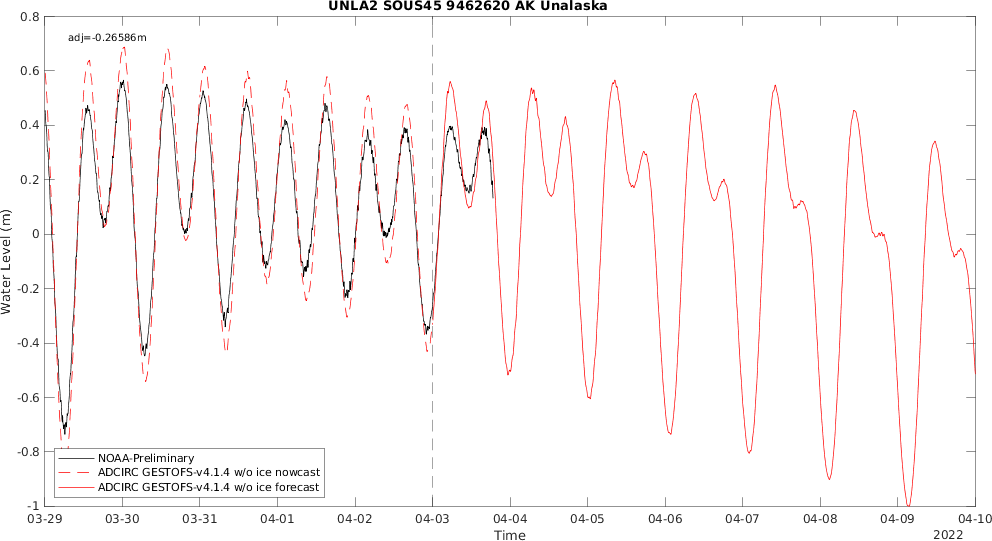 UNLA2 SOUS45 9462620 AK Unalaska
adj=-0.26586m
0.8
0.6
0.4
0.2
0
-0.2
-0.4
-0.6
-0.8
-1
Water Level (m)
NOAA-Preliminary
ADCIRC GESTOFS-v4.1.4 w/o ice nowcast
ADCIRC GESTOFS-v4.1.4 w/o ice forecast
03-29 03-30 03-31 04-01 04-02 04-03 04-04 04-05 04-06 04-07 04-08 04-09 04-10
Time
2022